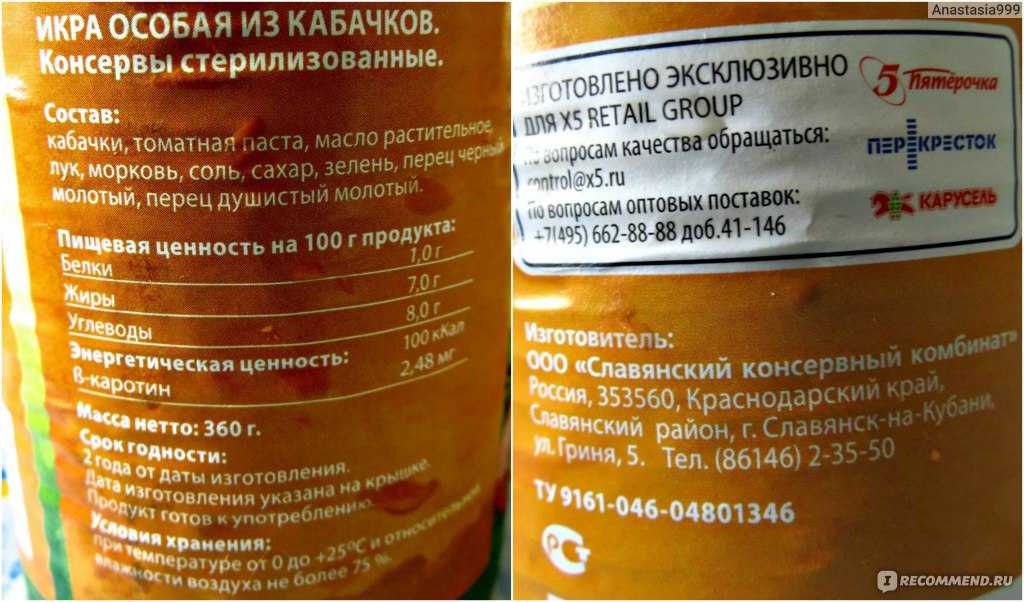 ИКРА ОСОБАЯ ИЗ КАБАЧКОВ.
Консервы стерилизованные.
Состав:
кабачки, томатная паста, масло растительное,
лук, морковь, соль, сахар, зелень, перец черный
молотый, перец душистый молотый.
Пищевая ценность на 100 г продукта:
Белки 1,0 г
Жиры 7,0 г
Углеводы 8,0 г
Энергетическая ценность: 100 кКал
ß-каротин 2,48 мг
Масса нетто: 360 г.
Срок годности:
2 года от даты изготовления.
Дата изготовления указана на крышке.
Продукт готов к употреблению.
Условия хранения:
при температуре от 0 до +25ºС и относительной
влажности воздуха не более 75 %.
Anastasia999
ИЗГОТОВЛЕНО ЭКСКЛЮЗИВНО
ДЛЯ X5 RETAIL GROUP
По вопросам качества обращаться:
control@x5.ru
По вопросам оптовых поставок:
+7(495) 662-88-88 доб.41-146
5 Пятёрочка
ПЕРЕКРЕСТОК
КАРУСЕЛЬ
Изготовитель:
ООО «Славянский консервный комбинат»
Россия, 353560, Краснодарский край,
Славянский район, г. Славянск-на-Кубани,
ул. Гриня, 5. Тел. (86146) 2-35-50
ТУ 9161-046-04801346
РСТ
I RECOMMEND.RU